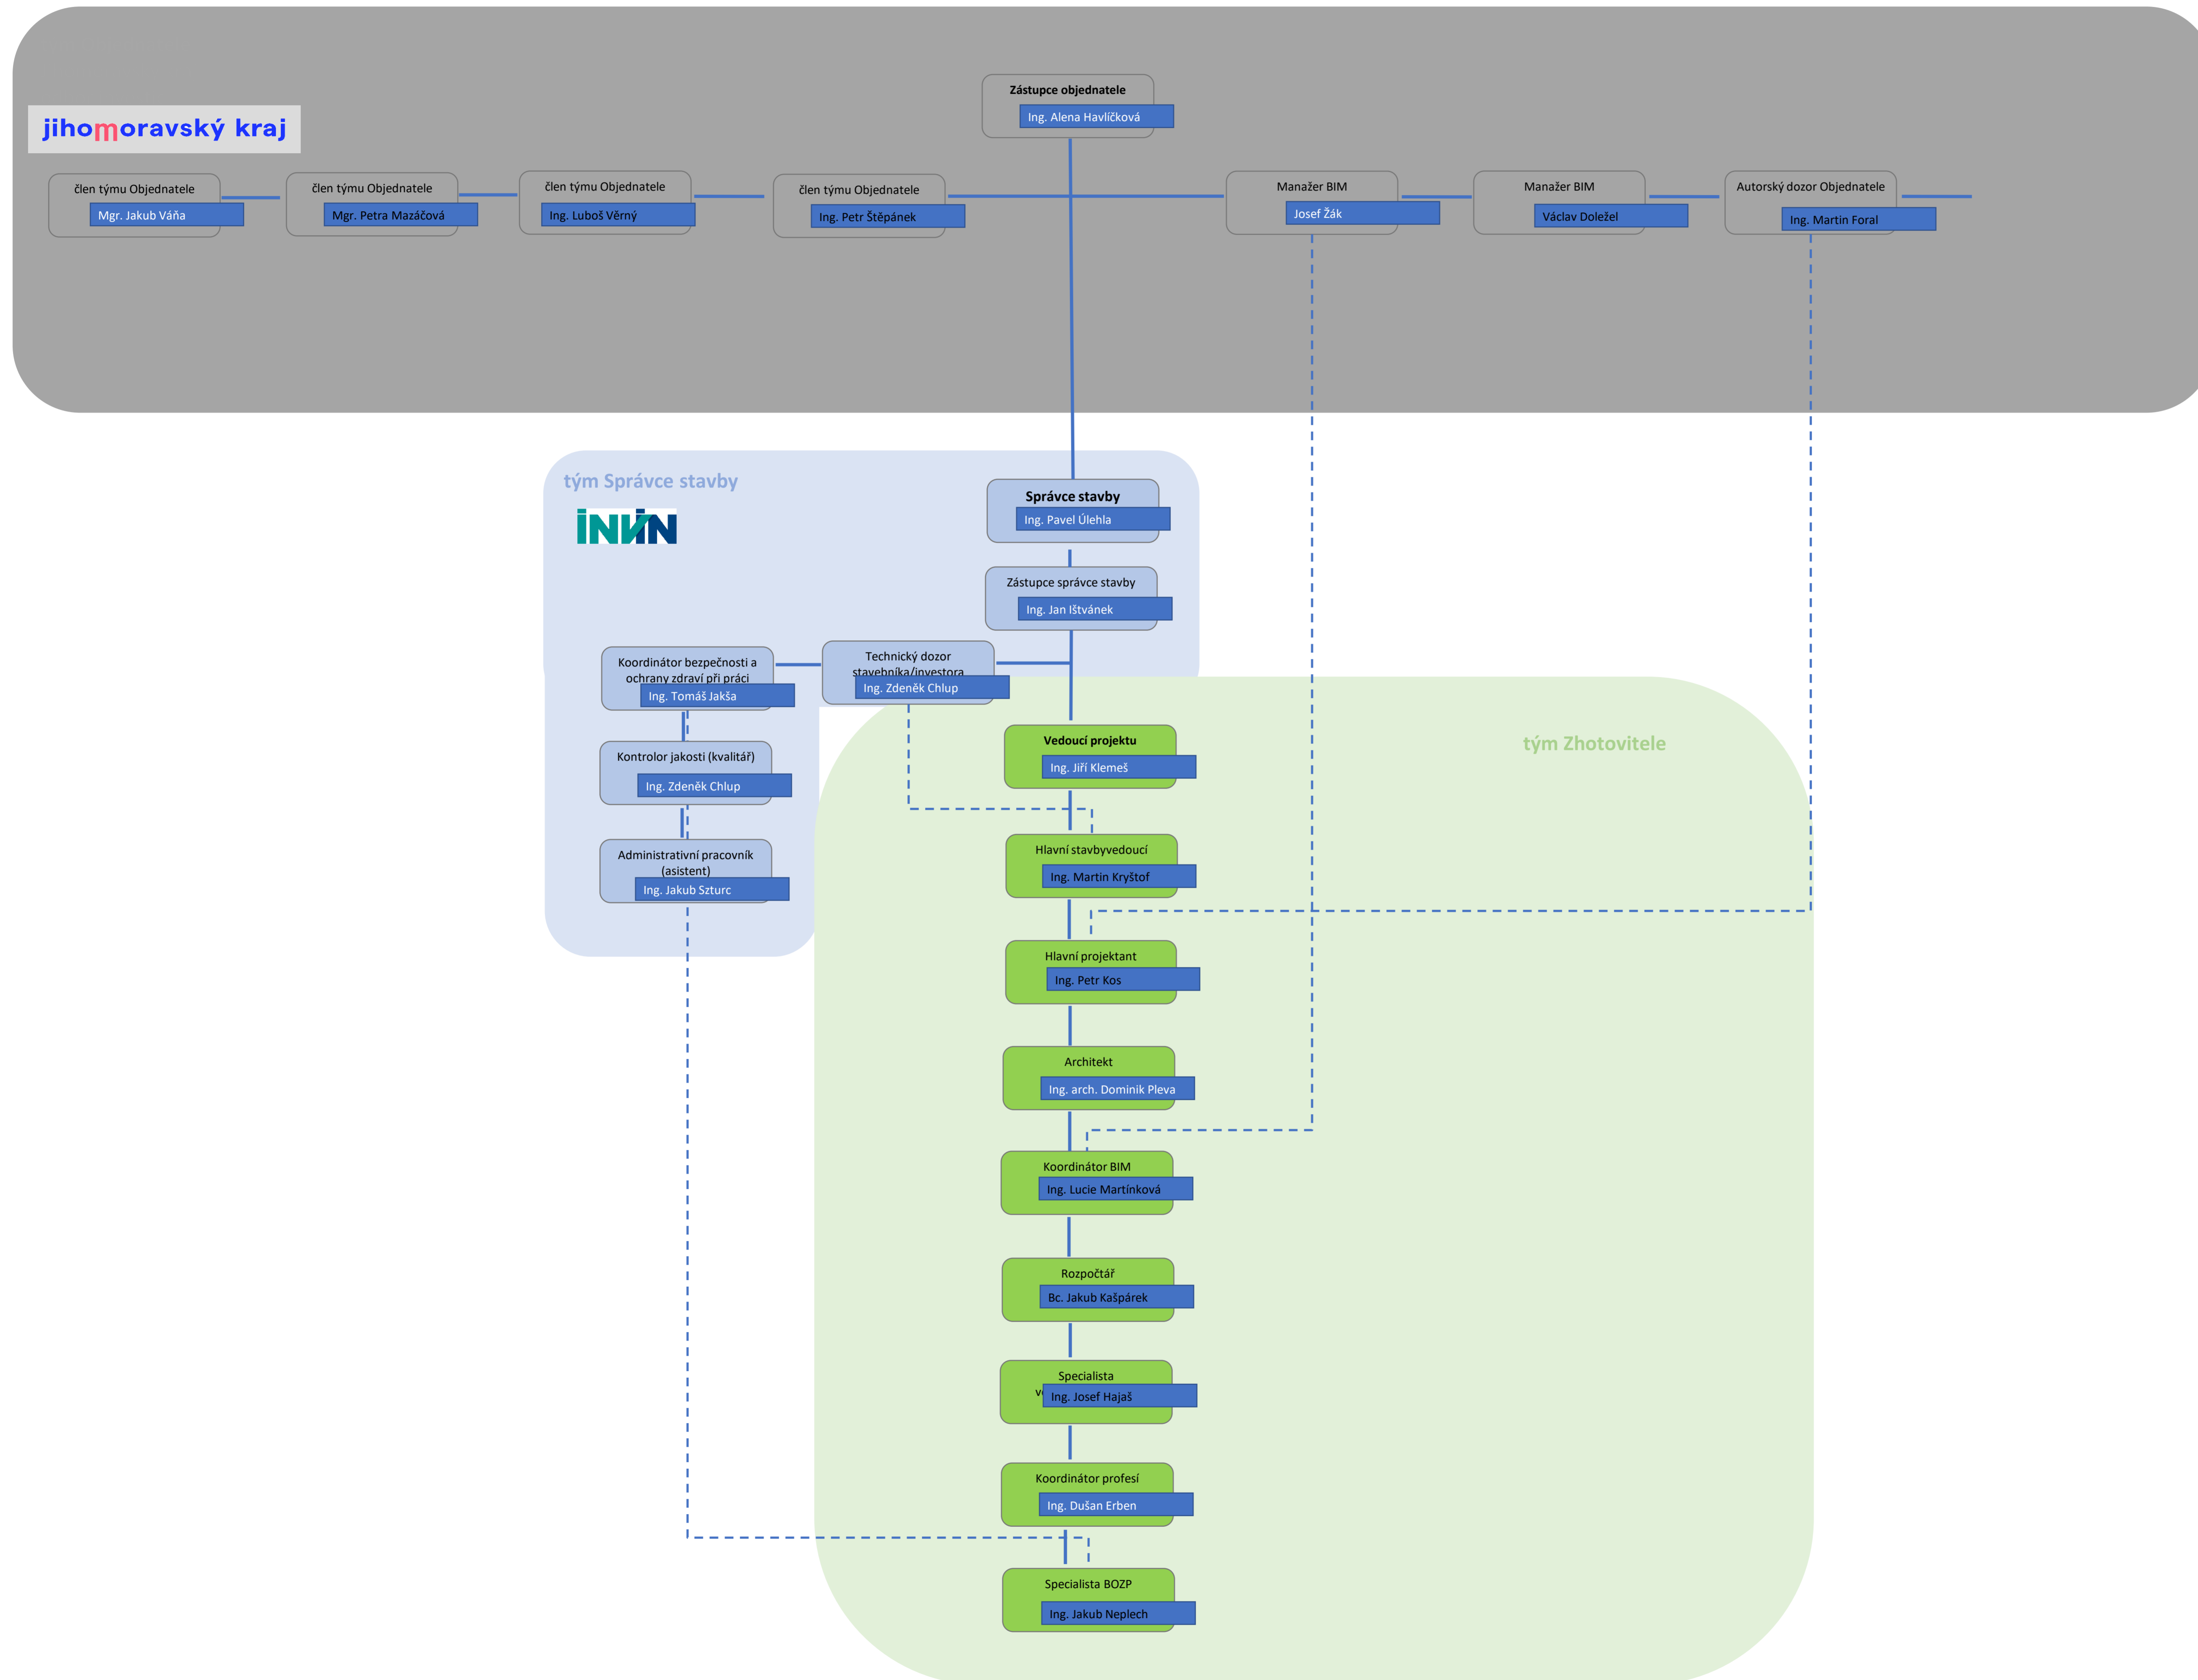 Zástupce objednatele
Ing. Alena Havlíčková
jihomoravský kraj
člen týmu Objednatele
Mgr. Jakub Váňa
člen týmu Objednatele
Mgr. Petra Mazáčová
člen týmu Objednatele
Ing. Luboš Věrný
člen týmu Objednatele
Ing. Petr Štěpánek
Manažer BIM
Josef Žák
Manažer BIM
Václav Doležel
Autorský dozor Objednatele
Ing. Martin Foral
tým Správce stavby
INVIN
Správce stavby
Ing. Pavel Úlehla
Zástupce správce stavby
Ing. Jan Ištvánek
Technický dozor
stavebníka/investora
Ing. Zdeněk Chlup
Koordinátor bezpečnosti a
ochrany zdraví při práci
Ing. Tomáš Jakša
Kontrolor jakosti (kvalitář)
Ing. Zdeněk Chlup
Administrativní pracovník
(asistent)
Ing. Jakub Szturc
tým Zhotovitele
Vedoucí projektu
Ing. Jiří Klemeš
Hlavní stavbyvedoucí
Ing. Martin Kryštof
Hlavní projektant
Ing. Petr Kos
Architekt
Ing. arch. Dominik Pleva
Koordinátor BIM
Ing. Lucie Martínková
Rozpočtář
Bc. Jakub Kašpárek
Specialista
Ing. Josef Hajaš
Koordinátor profesí
Ing. Dušan Erben
Specialista BOZP
Ing. Jakub Neplech